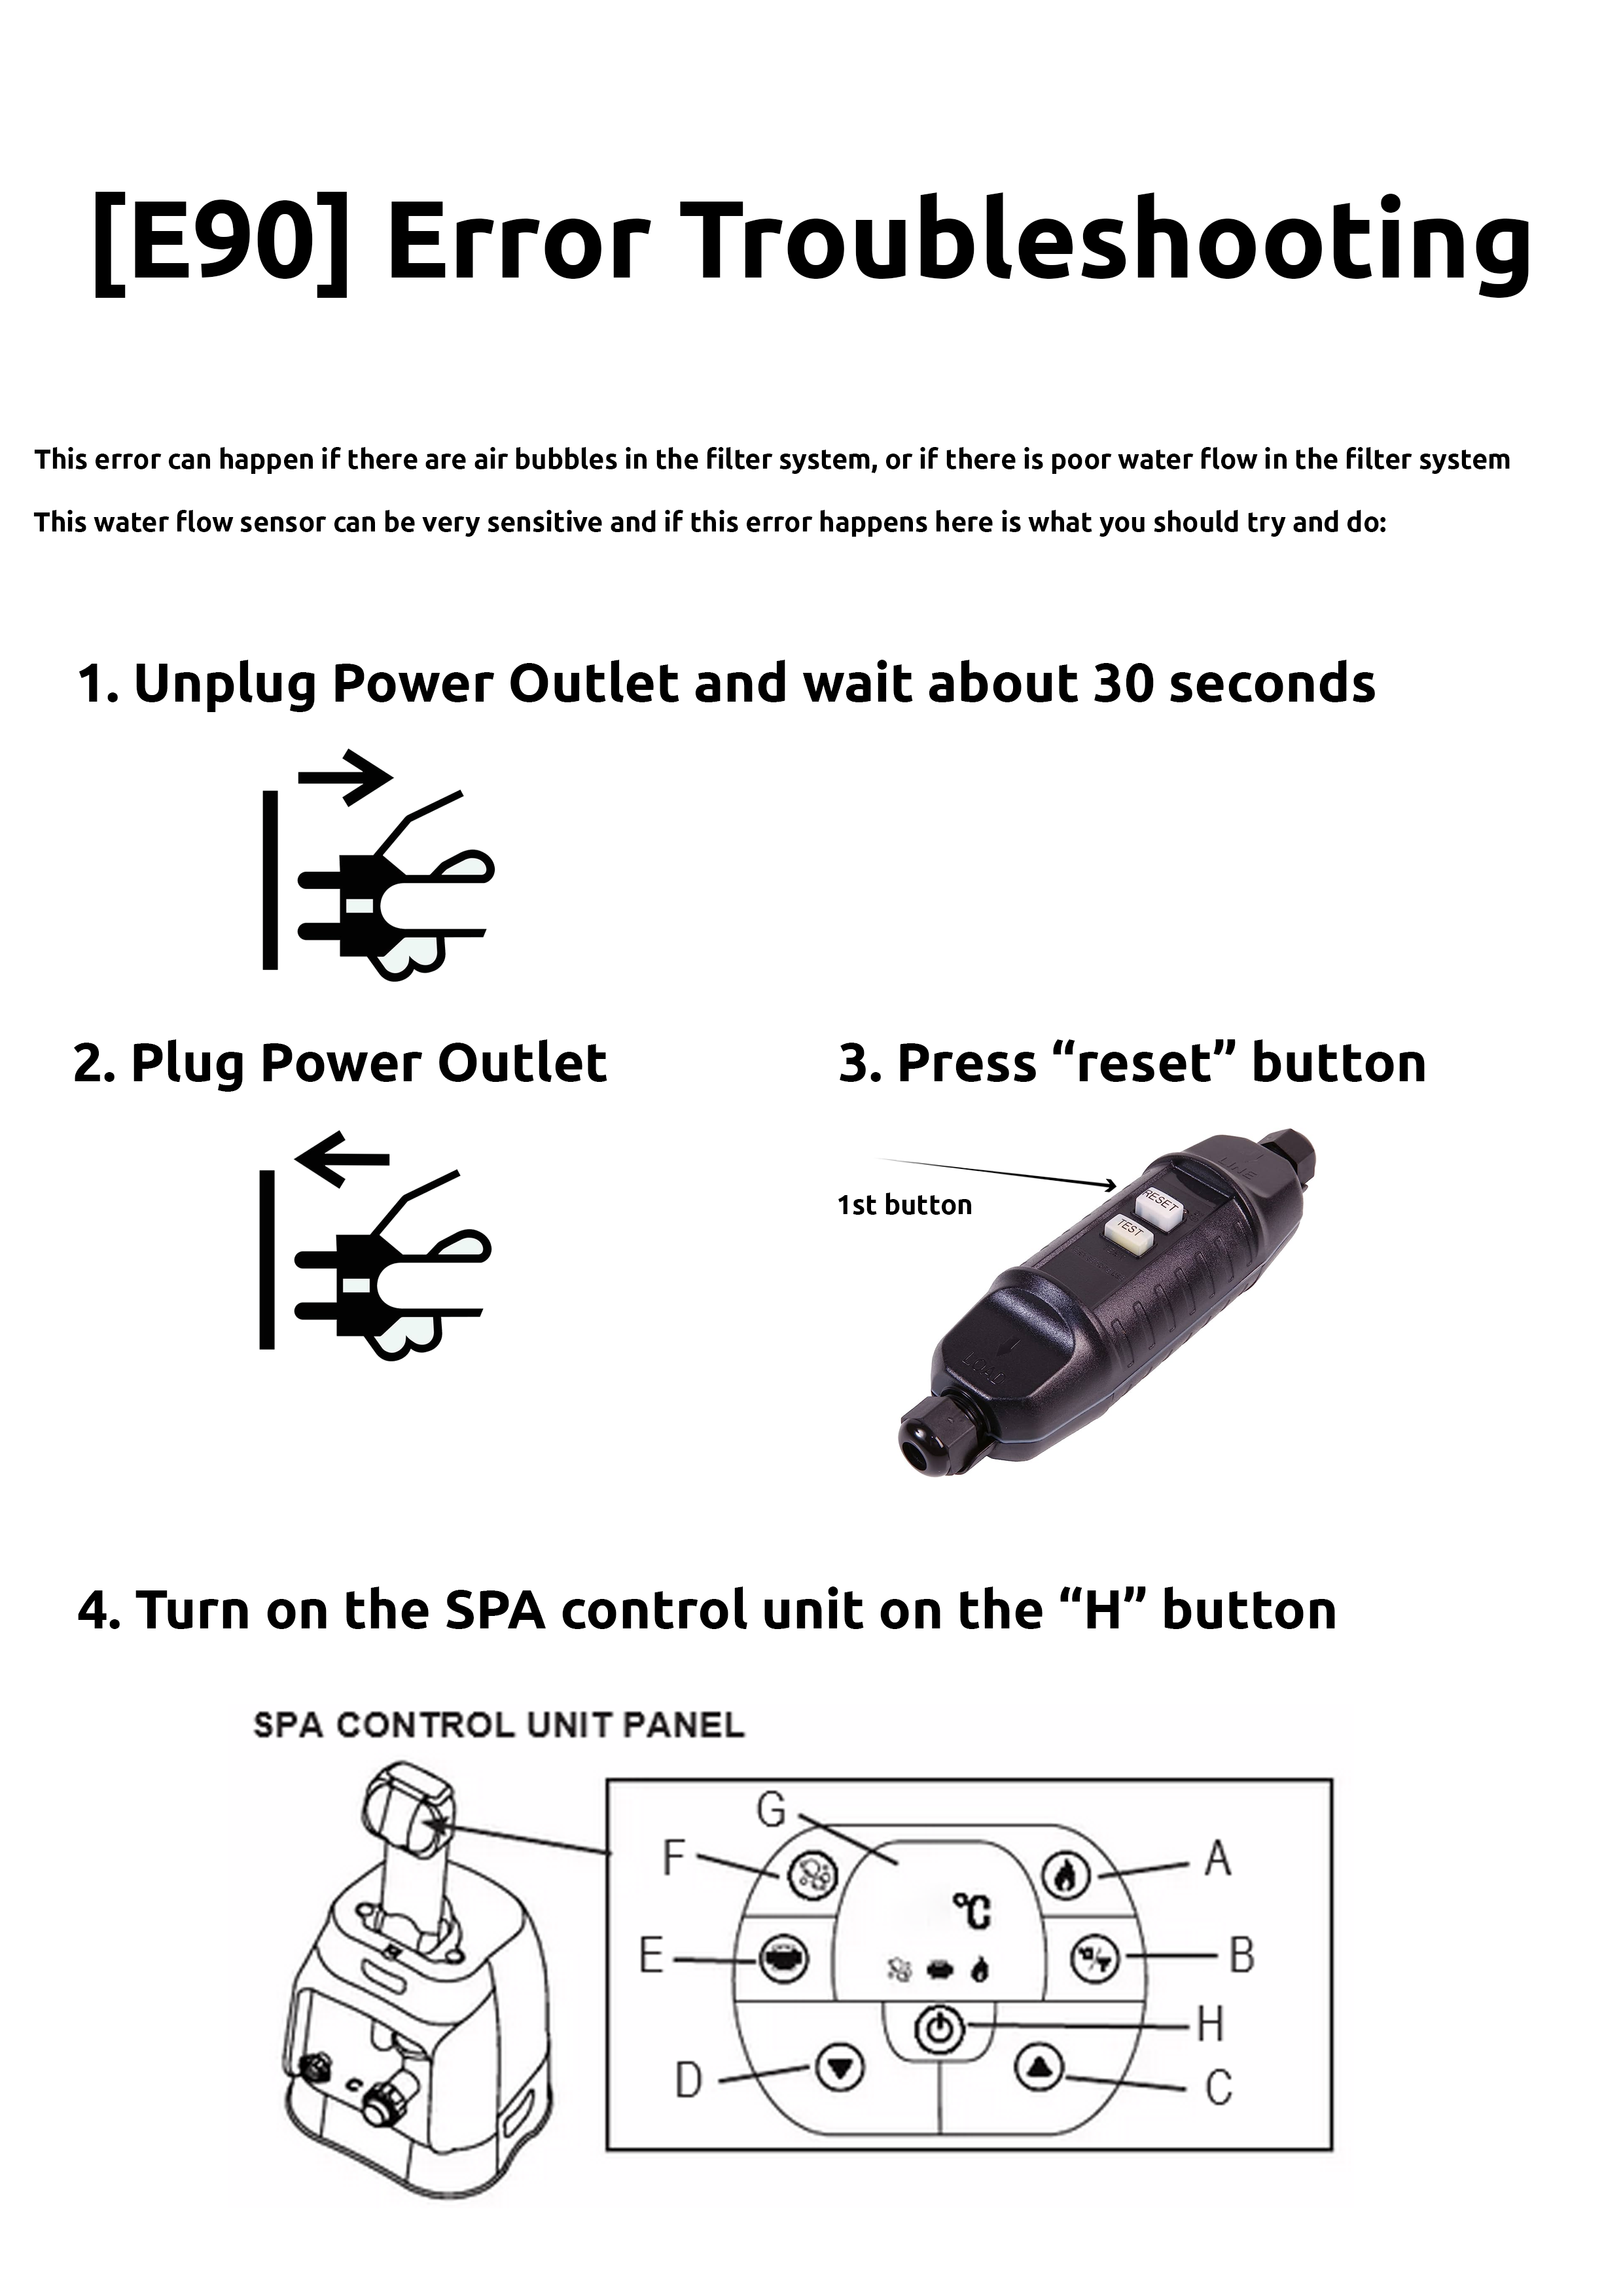 [E90] Error Troubleshooting
This error can happen if there are air bubbles in the filter system, or if there is poor water flow in the filter system
This water flow sensor can be very sensitive and if this error happens here is what you should try and do:
1. Unplug Power Outlet and wait about 30 seconds
2. Plug Power Outlet
3. Press “reset” button
1st button
LINE
RESET
TEST
4. Turn on the SPA control unit on the “H” button
SPA CONTROL UNIT PANEL
G
F
A
°C
E
B
H
D
C
C